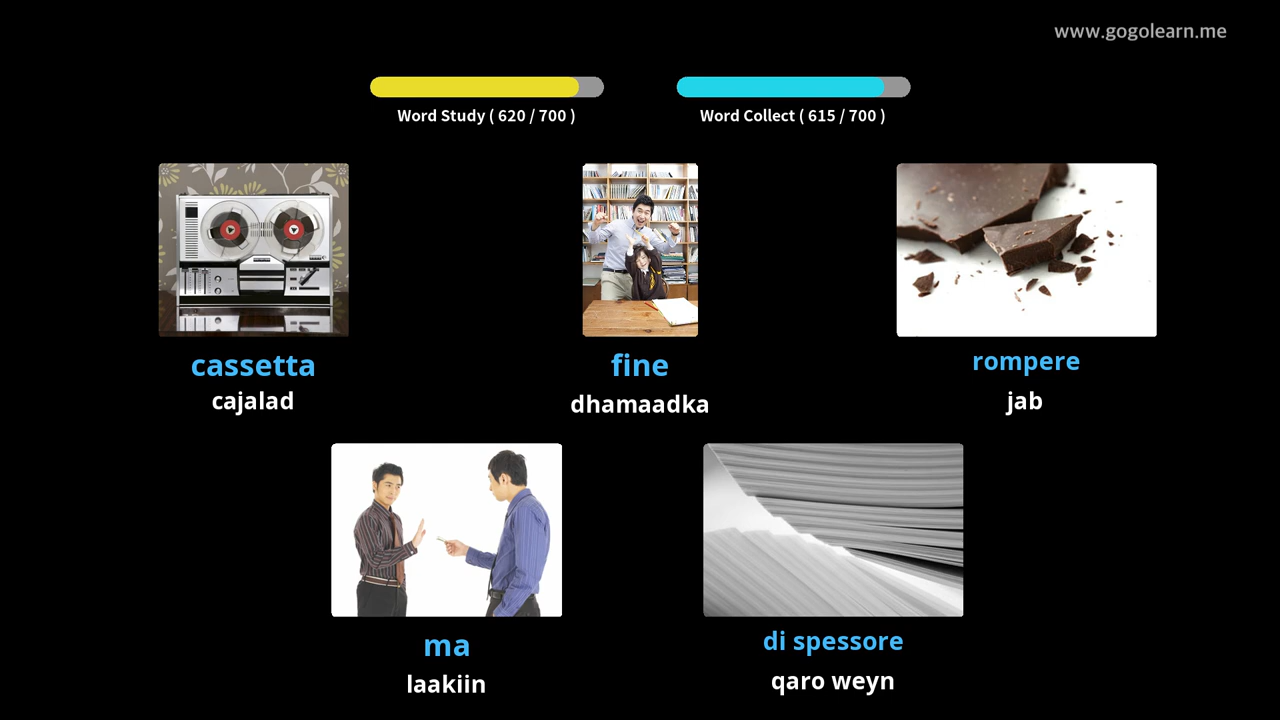 www.gogolearn.me
Word Study ( 620 / 700 )
Word Collect ( 615 / 700 )
cassetta
cajalad
fine
dhamaadka
rompere
jab
ma
laakiin
di spessore
qaro weyn